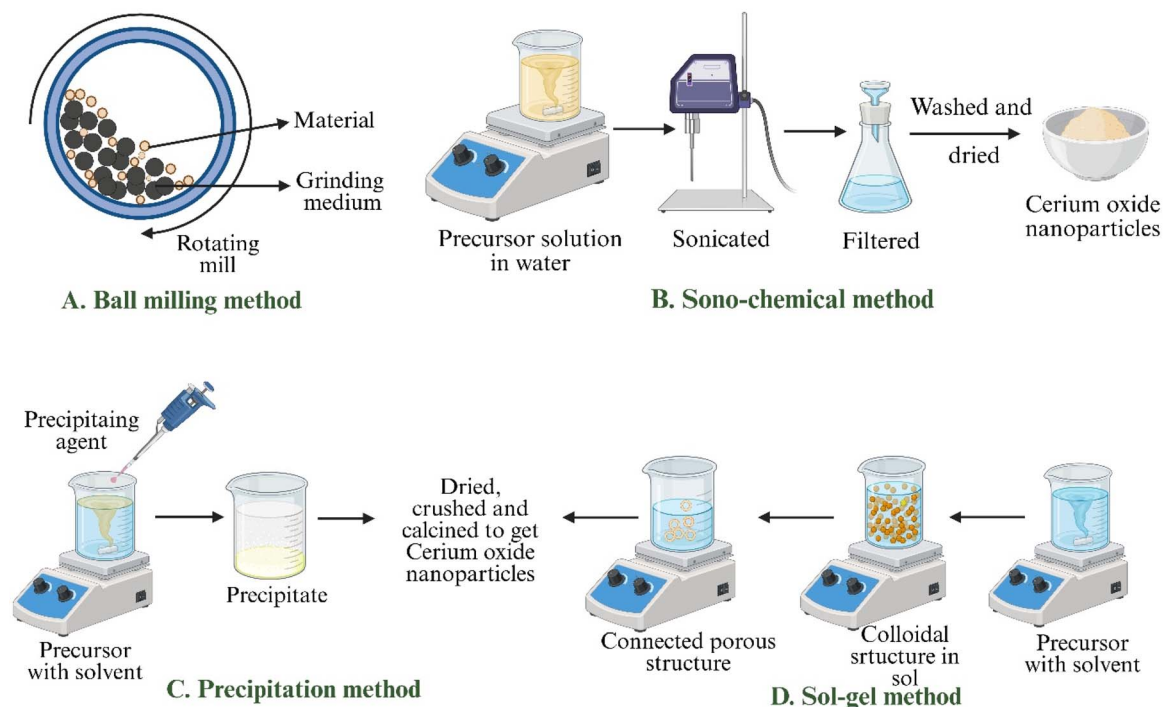 Material
Grinding
medium
Rotating
mill
A. Ball milling method
Precursor solution
in water
Sonicated
Filtered
Washed and
dried
Cerium oxide
nanoparticles
B. Sono-chemical method
Precipitaing
agent
Precursor
with solvent
Precipitate
Dried,
crushed and
calcined to get
Cerium oxide
nanoparticles
C. Precipitation method
Connected porous
structure
Colloidal
srtucture in
sol
Precursor
with solvent
D. Sol-gel method